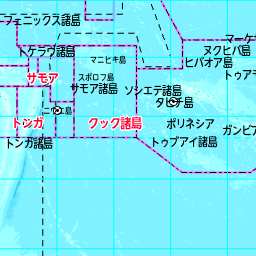 フェニックス諸島
マーケ
トケラウ諸島
ヌクヒバ島
マニヒキ島
ヒバオア島
サモア
スボロフ島
トゥア
サモア諸島
ソシエテ諸島
タヒチ島
ニウエ島
トンガ
クック諸島
ポリネシア
ガンビア
トンガ諸島
トゥブアイ諸島